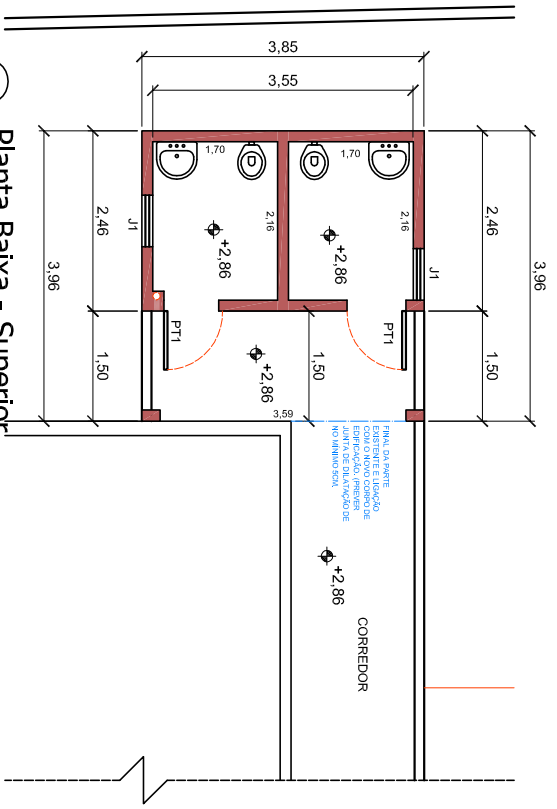 3,85
3,55
1,70
1,70
2,46
3,96
J1
2,16
+2,86
2,16
+2,86
J1
2,46
3,96
1,50
PT1
+2,86
1,50
PT1
1,50
3,59
FINAL DA PARTE
EXISTENTE E LIGAÇÃO
COM O NOVO CORPO DE
EDIFICAÇÃO. (PREVER
JUNTA DE DILATAÇÃO DE
NO MÍNIMO 5CM.
+2,86
CORREDOR
Planta Baixa - Superior